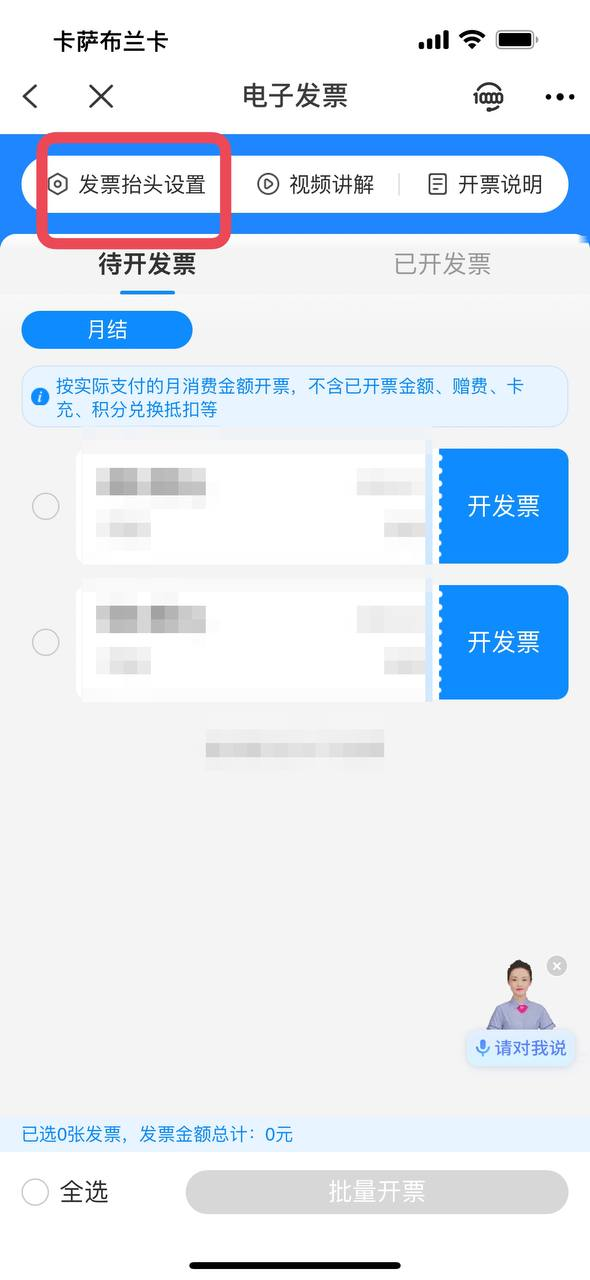 卡萨布兰卡
电子发票
10000
发票抬头设置
视频讲解
开票说明
待开发票
已开发票
月结
按实际支付的月消费金额开票，不含已开票金额、赠费、卡
充、积分兑换抵扣等
开发票
开发票
请对我说
已选0张发票，发票金额总计：0元
全选
批量开票